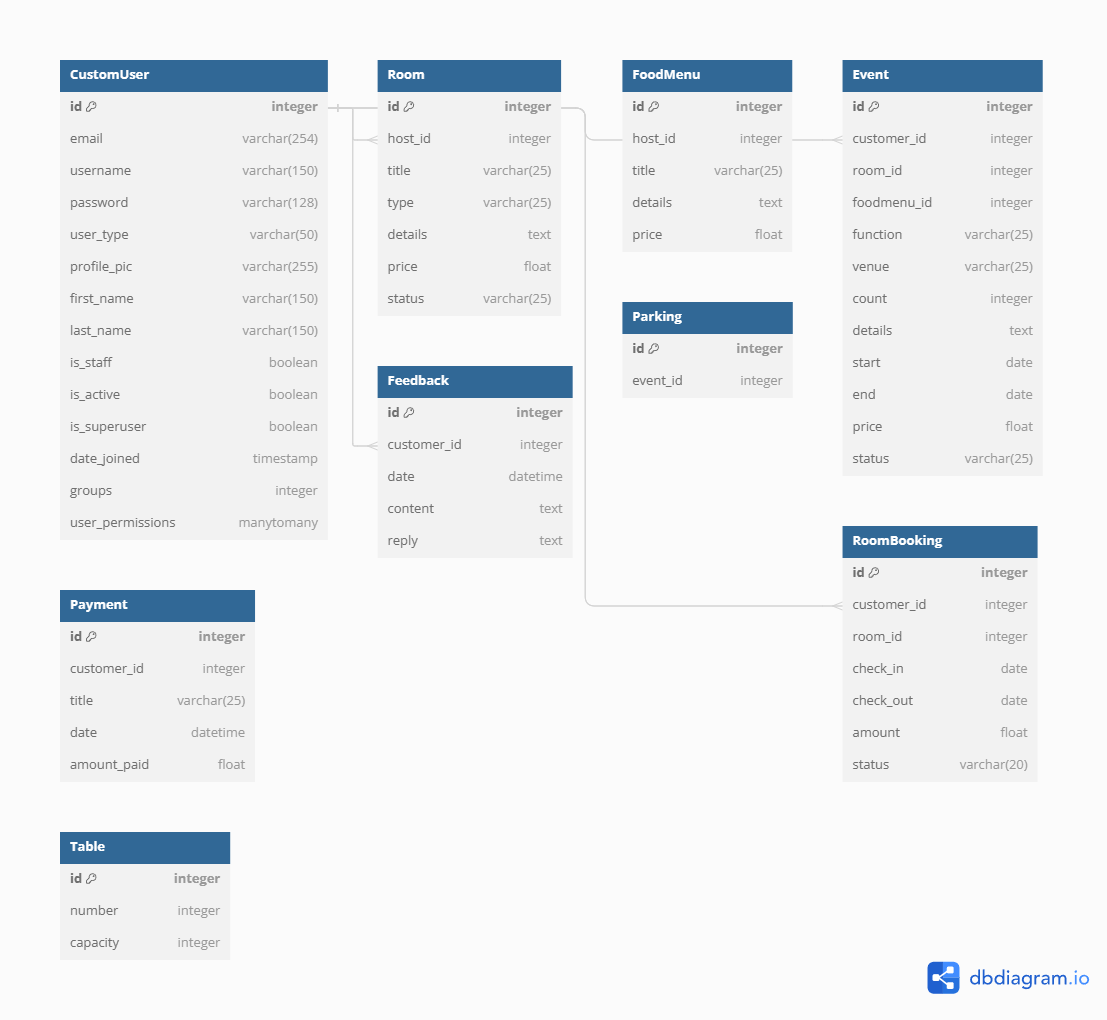 CustomUser
id integer
email varchar(254)
username varchar(150)
password varchar(128)
user_type varchar(50)
profile_pic varchar(255)
first_name varchar(150)
last_name varchar(150)
is_staff boolean
is_active boolean
is_superuser boolean
date_joined timestamp
groups integer
user_permissions manytomany
Room
id integer
host_id integer
title varchar(25)
type varchar(25)
details text
price float
status varchar(25)
FoodMenu
id integer
host_id integer
title varchar(25)
details text
price float
Event
id integer
customer_id integer
room_id integer
foodmenu_id integer
function varchar(25)
venue varchar(25)
count integer
details text
start date
end date
price float
status varchar(25)
Parking
id integer
event_id integer
Feedback
id integer
customer_id integer
date datetime
content text
reply text
RoomBooking
id integer
customer_id integer
room_id integer
check_in date
check_out date
amount float
status varchar(20)
Payment
id integer
customer_id integer
title varchar(25)
date datetime
amount_paid float
Table
id integer
number integer
capacity integer
dbdiagram.io